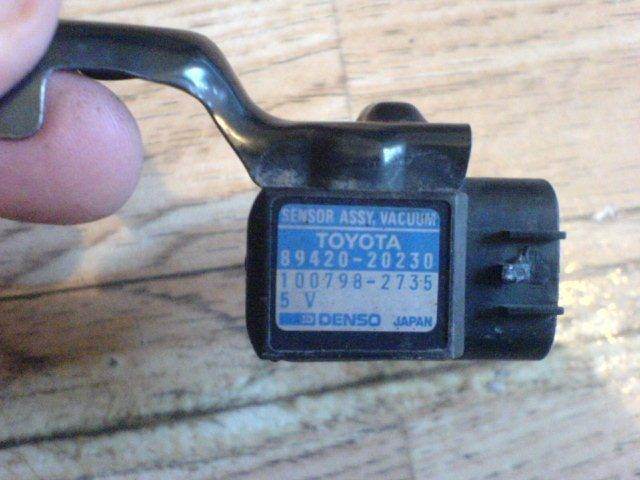 SENSOR ASSY, VACUUM
TOYOTA
89420-20230
100798-2735
5 V
DENSO JAPAN